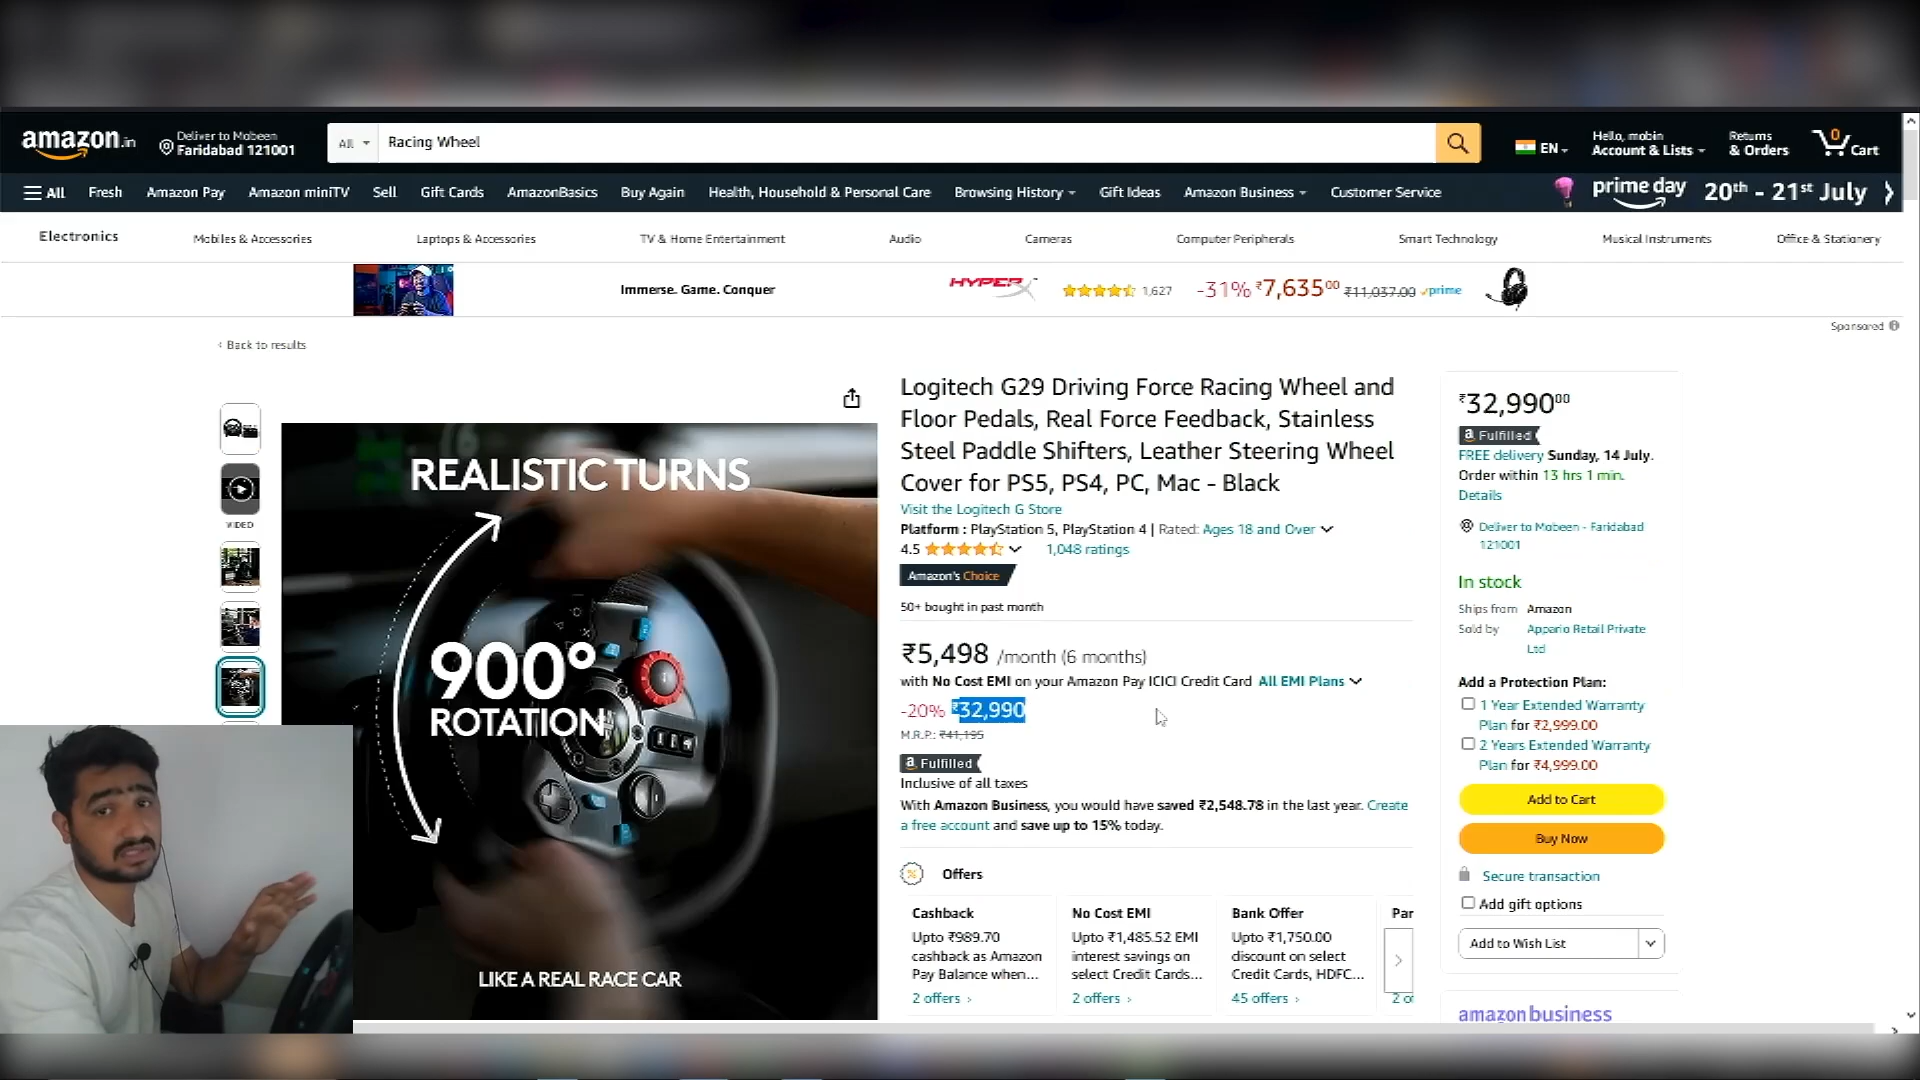 amazon.in
Deliver to Mobeen
Faridabad 121001
All
Racing Wheel
EN
Hello, mobin
Account & Lists
Returns
& Orders
0
Cart
All
Fresh
Amazon Pay
Amazon miniTV
Sell
Gift Cards
AmazonBasics
Buy Again
Health, Household & Personal Care
Browsing History
Gift Ideas
Amazon Business
Customer Service
prime day
20th - 21st July
Electronics
Mobiles & Accessories
Laptops & Accessories
TV & Home Entertainment
Audio
Cameras
Computer Peripherals
Smart Technology
Musical Instruments
Office & Stationery
Immerse. Game. Conquer
HYPERX
1,627
-31% ₹7,635.00 ₹11,037.00 prime
Sponsored
‹ Back to results
VIDEO
REALISTIC TURNS
900°
ROTATION
LIKE A REAL RACE CAR
Logitech G29 Driving Force Racing Wheel and
Floor Pedals, Real Force Feedback, Stainless
Steel Paddle Shifters, Leather Steering Wheel
Cover for PS5, PS4, PC, Mac - Black
Visit the Logitech G Store
Platform : PlayStation 5, PlayStation 4 | Rated: Ages 18 and Over
4.5
1,048 ratings
Amazon's Choice
50+ bought in past month
₹5,498 /month (6 months)
with No Cost EMI on your Amazon Pay ICICI Credit Card All EMI Plans
-20% ₹32,990
M.R.P.: ₹41,195
a Fulfilled
Inclusive of all taxes
With Amazon Business, you would have saved ₹2,548.78 in the last year. Create
a free account and save up to 15% today.
Offers
Cashback
Upto ₹989.70
cashback as Amazon
Pay Balance when...
2 offers ›
No Cost EMI
Upto ₹1,485.52 EMI
interest savings on
select Credit Cards...
2 offers ›
Bank Offer
Upto ₹1,750.00
discount on select
Credit Cards, HDFC...
45 offers ›
Par
2 o
₹32,990.00
a Fulfilled
FREE delivery Sunday, 14 July.
Order within 13 hrs 1 min.
Details
Deliver to Mobeen - Faridabad
121001
In stock
Ships from Amazon
Sold by Appario Retail Private
Ltd
Add a Protection Plan:
1 Year Extended Warranty
Plan for ₹2,999.00
2 Years Extended Warranty
Plan for ₹4,999.00
Add to Cart
Buy Now
Secure transaction
Add gift options
Add to Wish List
amazon business